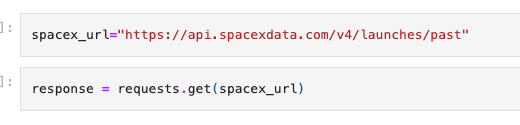 ]: spacex_url="https://api.spacexdata.com/v4/launches/past"
]: response = requests.get(spacex_url)